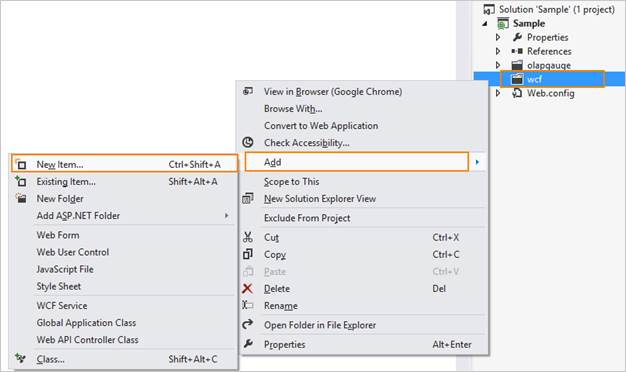 Solution 'Sample' (1 project)
Sample
Properties
References
olapgauge
wcf
Web.config
View in Browser (Google Chrome)
Browse With...
Convert to Web Application
Check Accessibility...
Add
Scope to This
New Solution Explorer View
Exclude From Project
Cut Ctrl+X
Copy Ctrl+C
Paste Ctrl+V
Delete Del
Rename
Open Folder in File Explorer
Properties Alt+Enter
New Item... Ctrl+Shift+A
Existing Item... Shift+Alt+A
New Folder
Add ASP.NET Folder
Web Form
Web User Control
JavaScript File
Style Sheet
WCF Service
Global Application Class
Web API Controller Class
Class... Shift+Alt+C